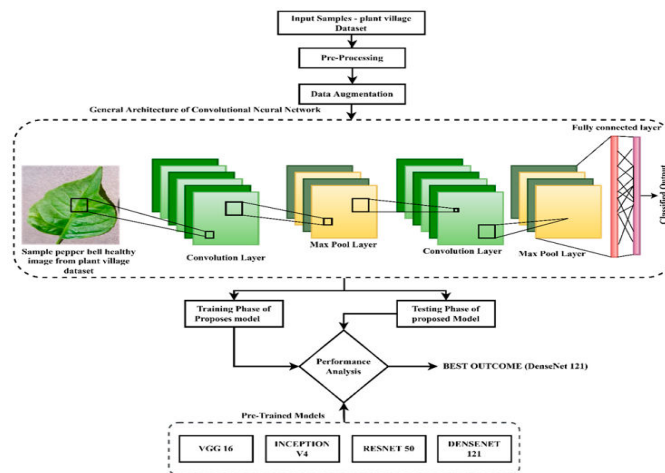 Input Samples - plant village
Dataset
Pre-Processing
Data Augmentation
General Architecture of Convolutional Neural Network
Fully connected layer
Classified Output
Sample pepper bell healthy
image from plant village
dataset
Convolution Layer
Max Pool Layer
Convolution Layer
Max Pool Layer
Training Phase of
Proposes model
Testing Phase of
proposed Model
Performance
Analysis
BEST OUTCOME (DenseNet 121)
Pre-Trained Models
VGG 16
INCEPTION
V4
RESNET 50
DENSENET
121